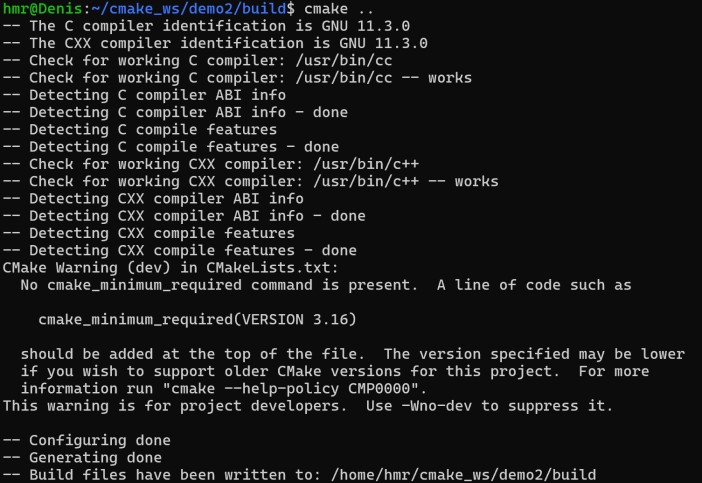 hmr@Denis:~/cmake_ws/demo2/build$ cmake ..
-- The C compiler identification is GNU 11.3.0
-- The CXX compiler identification is GNU 11.3.0
-- Check for working C compiler: /usr/bin/cc
-- Check for working C compiler: /usr/bin/cc -- works
-- Detecting C compiler ABI info
-- Detecting C compiler ABI info - done
-- Detecting C compile features
-- Detecting C compile features - done
-- Check for working CXX compiler: /usr/bin/c++
-- Check for working CXX compiler: /usr/bin/c++ -- works
-- Detecting CXX compiler ABI info
-- Detecting CXX compiler ABI info - done
-- Detecting CXX compile features
-- Detecting CXX compile features - done
CMake Warning (dev) in CMakeLists.txt:
  No cmake_minimum_required command is present.  A line of code such as

    cmake_minimum_required(VERSION 3.16)

  should be added at the top of the file.  The version specified may be lower
  if you wish to support older CMake versions for this project.  For more
  information run "cmake --help-policy CMP0000".
This warning is for project developers.  Use -Wno-dev to suppress it.

-- Configuring done
-- Generating done
-- Build files have been written to: /home/hmr/cmake_ws/demo2/build